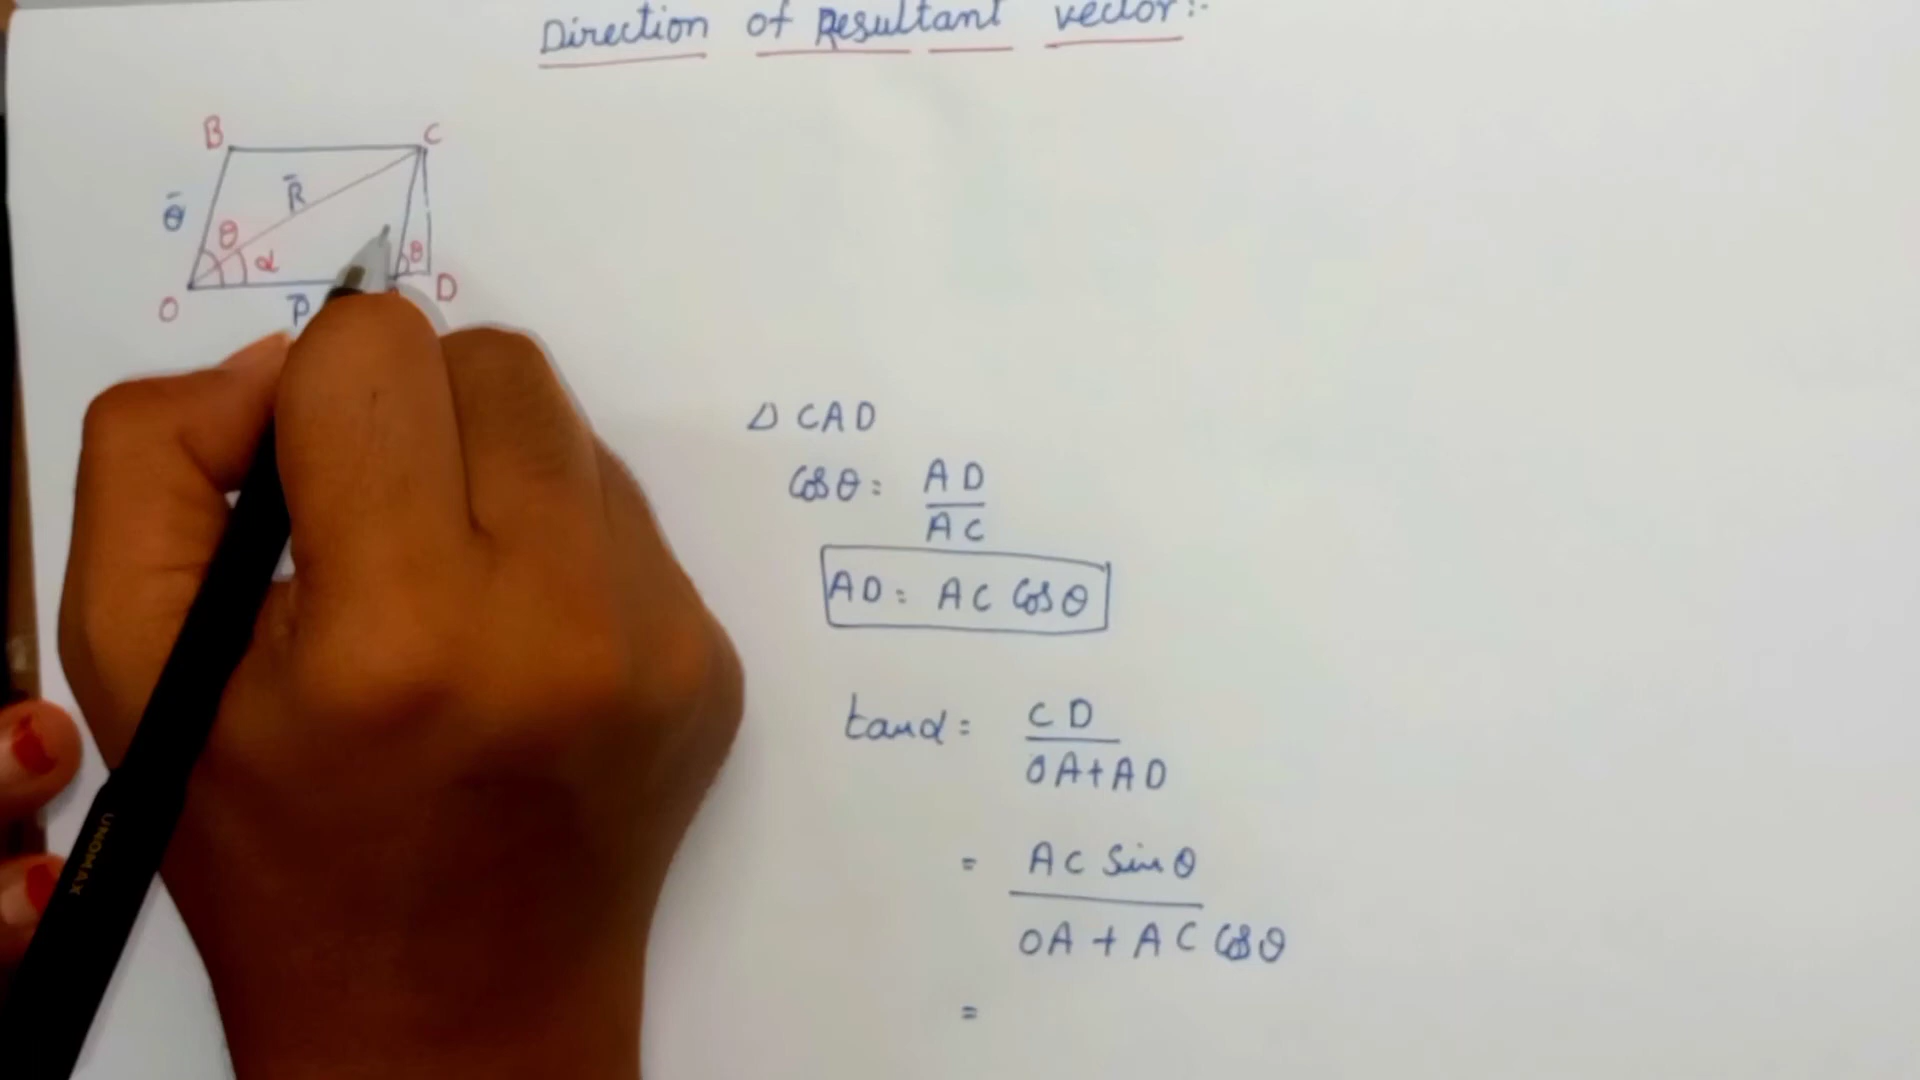 Direction of Resultant vector:-
B C
R̄
Q̄ θ
α θ
O P̄ D
△ CAD
Cosθ = AD/AC
AD = AC Cosθ
tanα = CD/OA+AD
= AC Sinθ/OA + AC Cosθ
=
UNOMAX